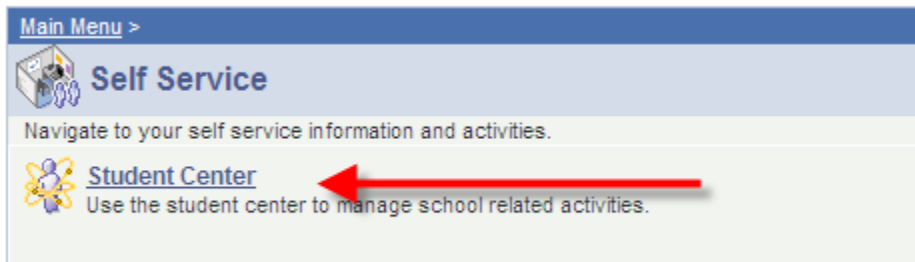 Main Menu >
Self Service
Navigate to your self service information and activities.
Student Center
Use the student center to manage school related activities.